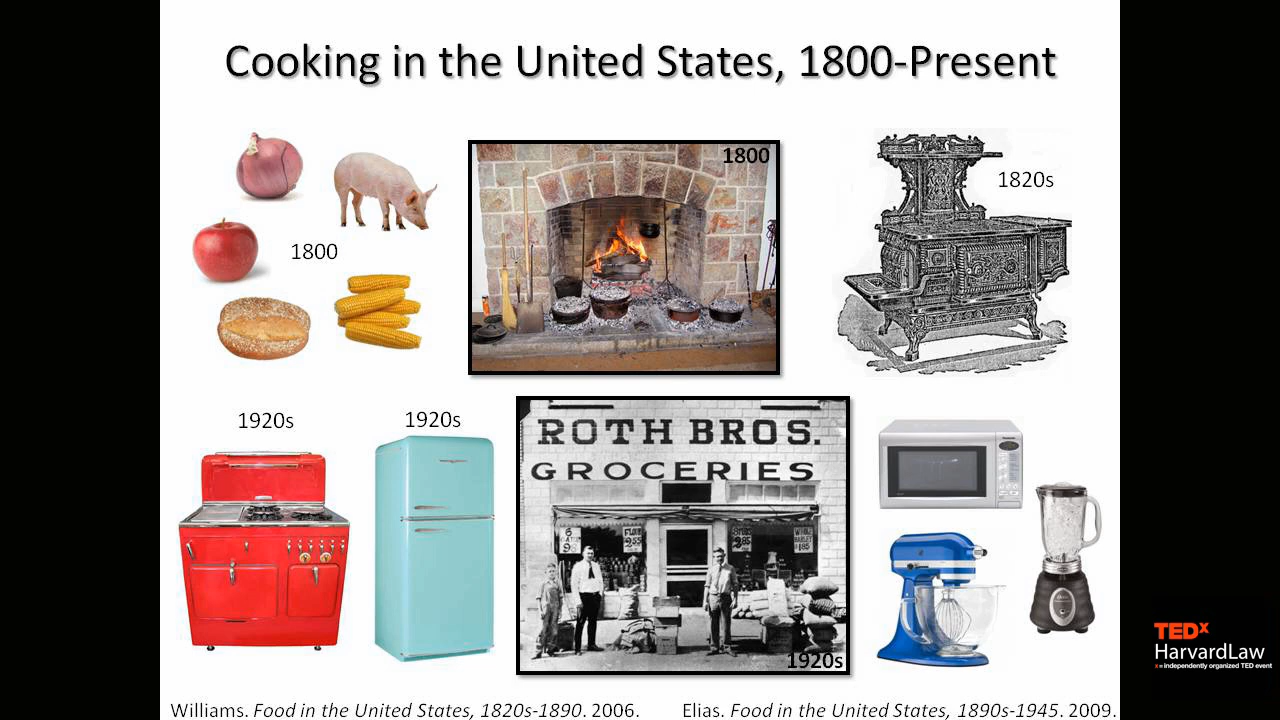 Cooking in the United States, 1800-Present
1800
1800
1820s
1920s
1920s
ROTH BROS.
GROCERIES
1920s
Williams. Food in the United States, 1820s-1890. 2006.
Elias. Food in the United States, 1890s-1945. 2009.
TEDx
HarvardLaw
x = independently organized TED event